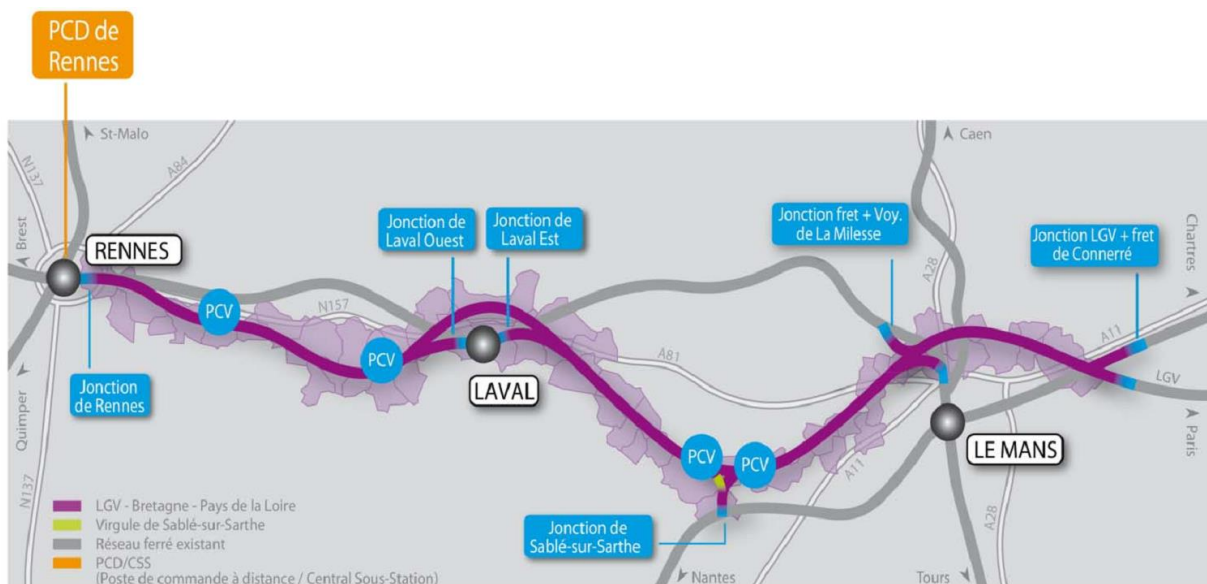 PCD de
Rennes
St-Malo
Caen
N137
A84
Brest
RENNES
Jonction de
Laval Ouest
Jonction de
Laval Est
Jonction fret + Voy.
de La Milesse
Jonction LGV + fret
de Connerré
Chartres
A28
PCV
N157
PCV
A11
A81
LAVAL
LGV
Jonction
de Rennes
Quimper
Paris
PCV
PCV
LE MANS
A11
N137
LGV - Bretagne - Pays de la Loire
Virgule de Sablé-sur-Sarthe
Réseau ferré existant
PCD/CSS
(Poste de commande à distance / Central Sous-Station)
Jonction de
Sablé-sur-Sarthe
A28
Nantes
Tours